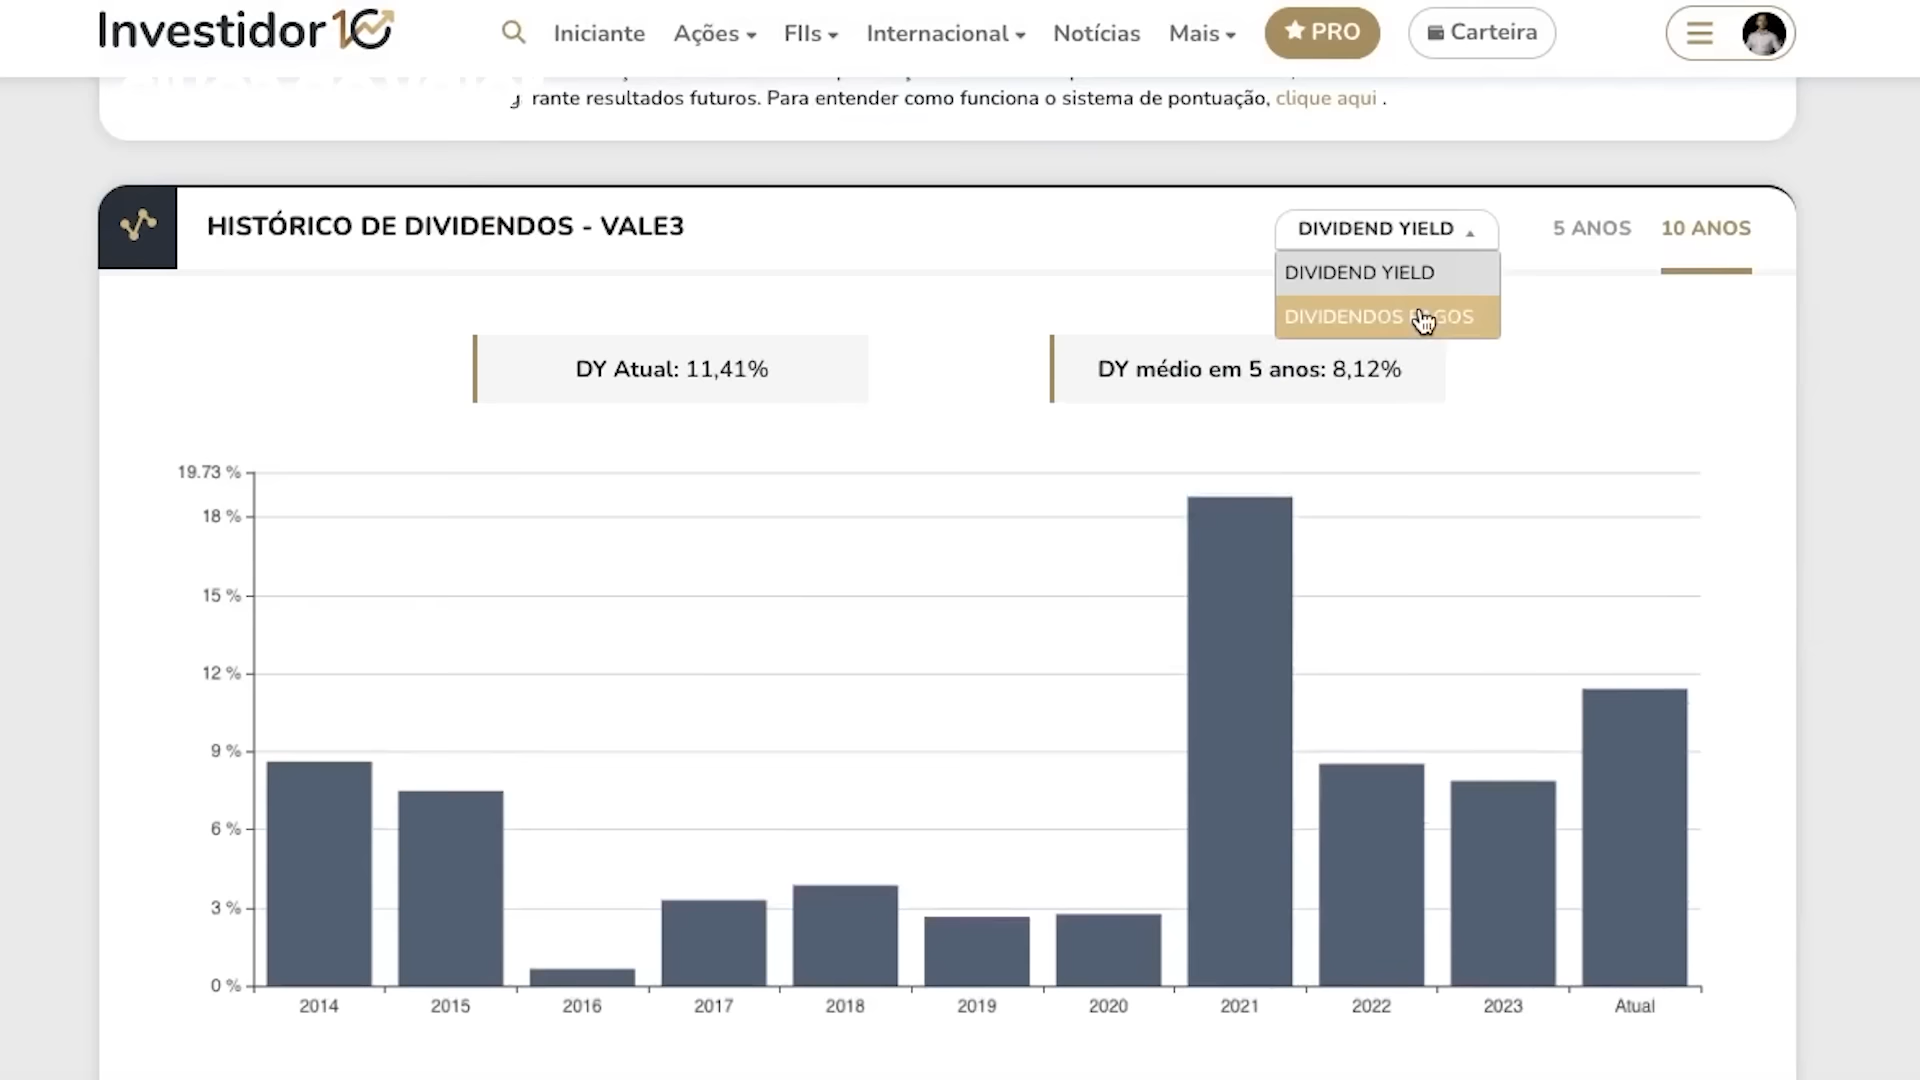 Investidor 10
Iniciante Ações FIIs Internacional Notícias Mais PRO Carteira
rante resultados futuros. Para entender como funciona o sistema de pontuação, clique aqui .
HISTÓRICO DE DIVIDENDOS - VALE3
DIVIDEND YIELD
5 ANOS 10 ANOS
DIVIDEND YIELD
DIVIDENDOS PAGOS
DY Atual: 11,41%
DY médio em 5 anos: 8,12%
19.73 %
18 %
15 %
12 %
9 %
6 %
3 %
0 %
2014 2015 2016 2017 2018 2019 2020 2021 2022 2023 Atual